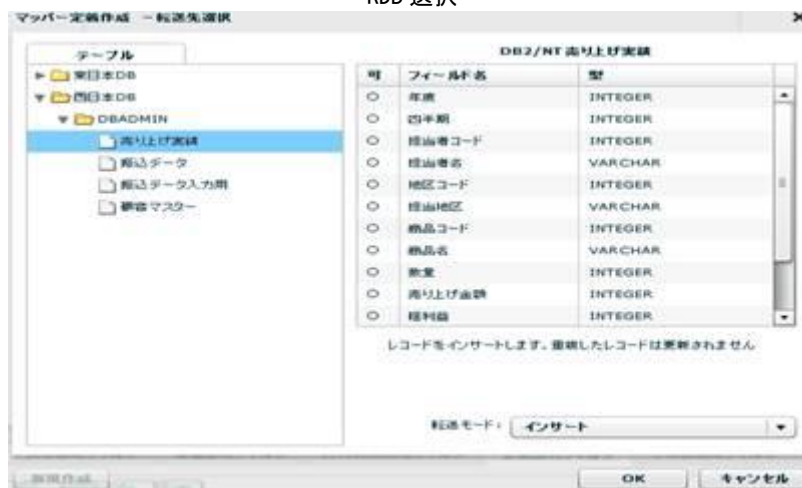 RDB 選択
マッパー定義作成 －転送先選択
テーブル
東日本DB
西日本DB
DBADMIN
売り上げ実績
振込データ
振込データ入力用
顧客マスター
DB2/NT 売り上げ実績
可 フィールド名 型
○ 年度 INTEGER
○ 四半期 INTEGER
○ 担当者コード INTEGER
○ 担当者名 VARCHAR
○ 地区コード INTEGER
○ 担当地区 VARCHAR
○ 商品コード INTEGER
○ 商品名 VARCHAR
○ 数量 INTEGER
○ 売り上げ金額 INTEGER
○ 粗利益 INTEGER
レコードをインサートします。重複したレコードは更新されません
転送モード： インサート
新規作成
OK キャンセル